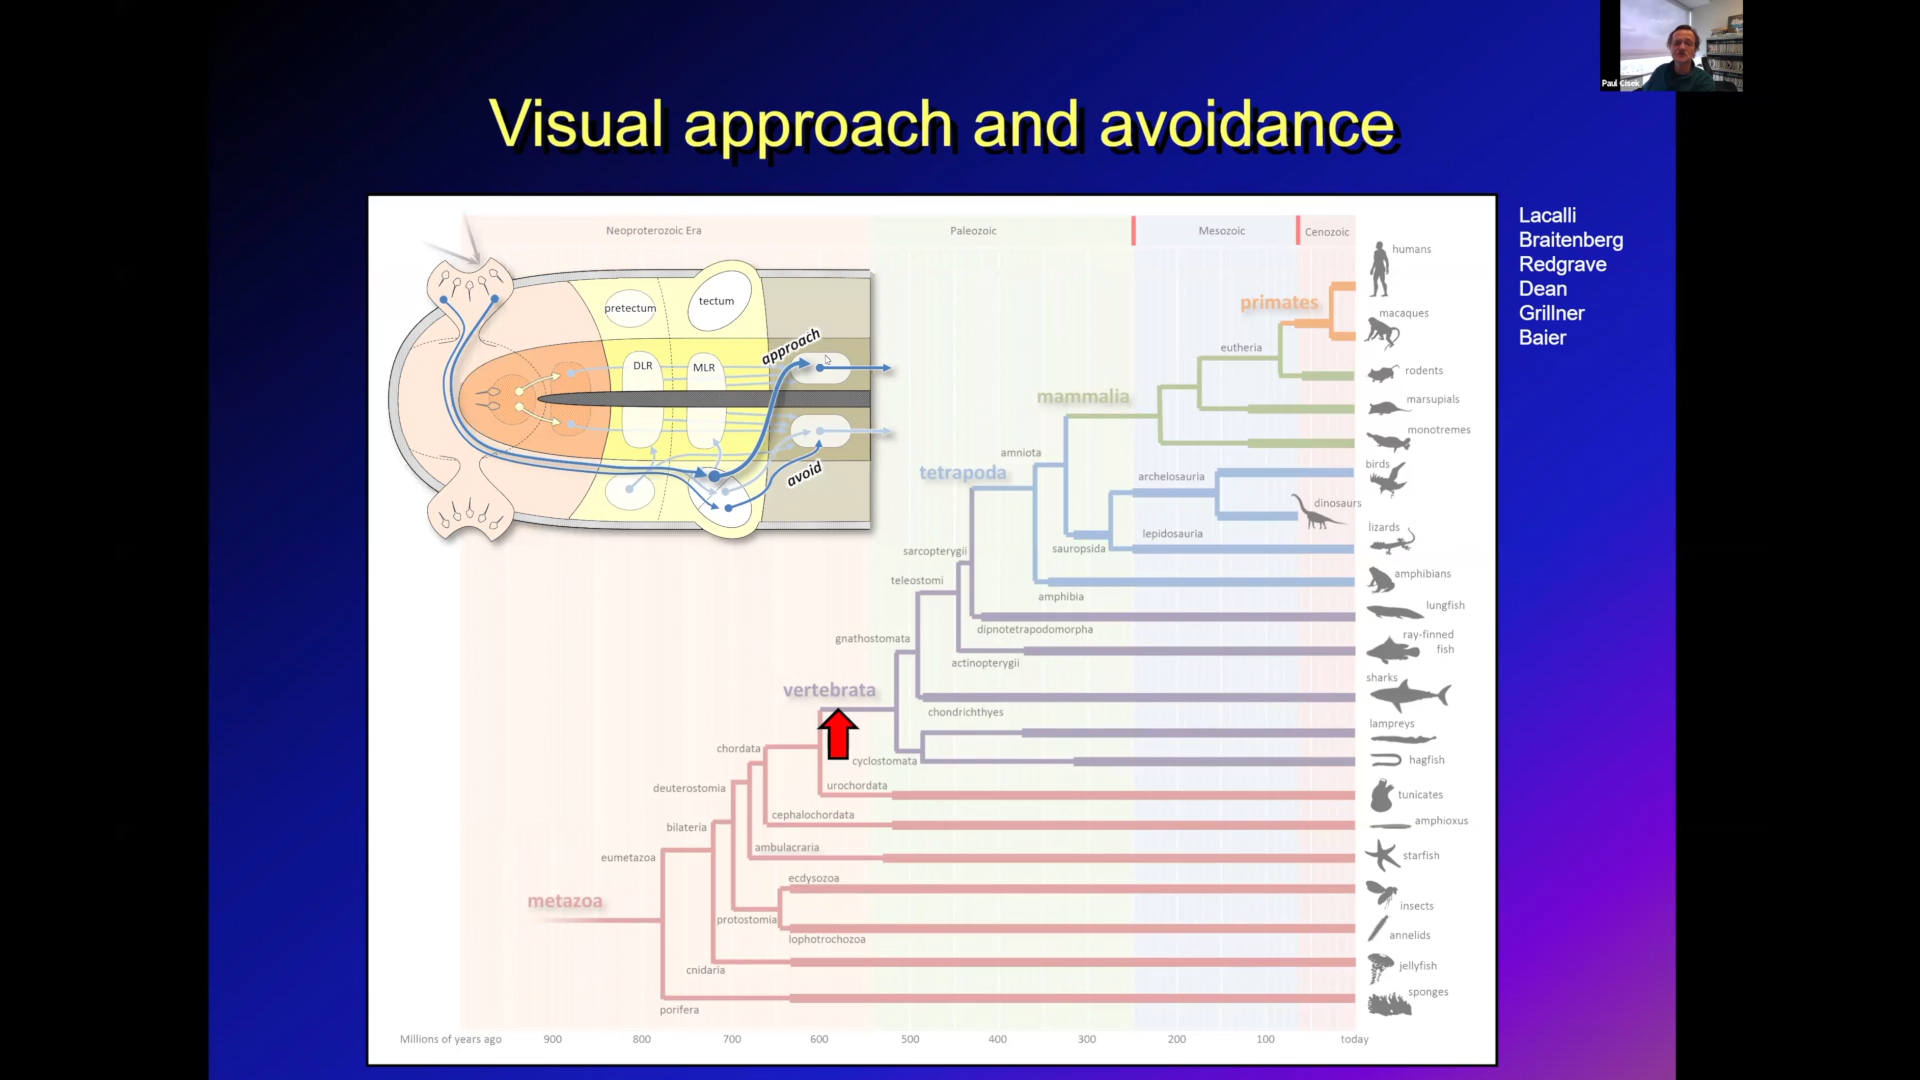 Paul Cisek
Visual approach and avoidance
Lacalli
Braitenberg
Redgrave
Dean
Grillner
Baier
Neoproterozoic Era
Paleozoic
Mesozoic
Cenozoic
pretectum
tectum
approach
DLR
MLR
avoid
humans
primates
macaques
eutheria
rodents
mammalia
marsupials
monotremes
amniota
birds
tetrapoda
archelosauria
dinosaurs
lizards
lepidosauria
sauropsida
sarcopterygii
amphibians
teleostomi
amphibia
lungfish
dipnotetrapodomorpha
ray-finned
fish
gnathostomata
actinopterygii
sharks
vertebrata
chondrichthyes
lampreys
chordata
cyclostomata
hagfish
urochordata
deuterostomia
tunicates
cephalochordata
amphioxus
bilateria
ambulacraria
starfish
eumetazoa
ecdysozoa
metazoa
insects
protostomia
annelids
lophotrochozoa
cnidaria
jellyfish
sponges
porifera
Millions of years ago 900 800 700 600 500 400 300 200 100 today